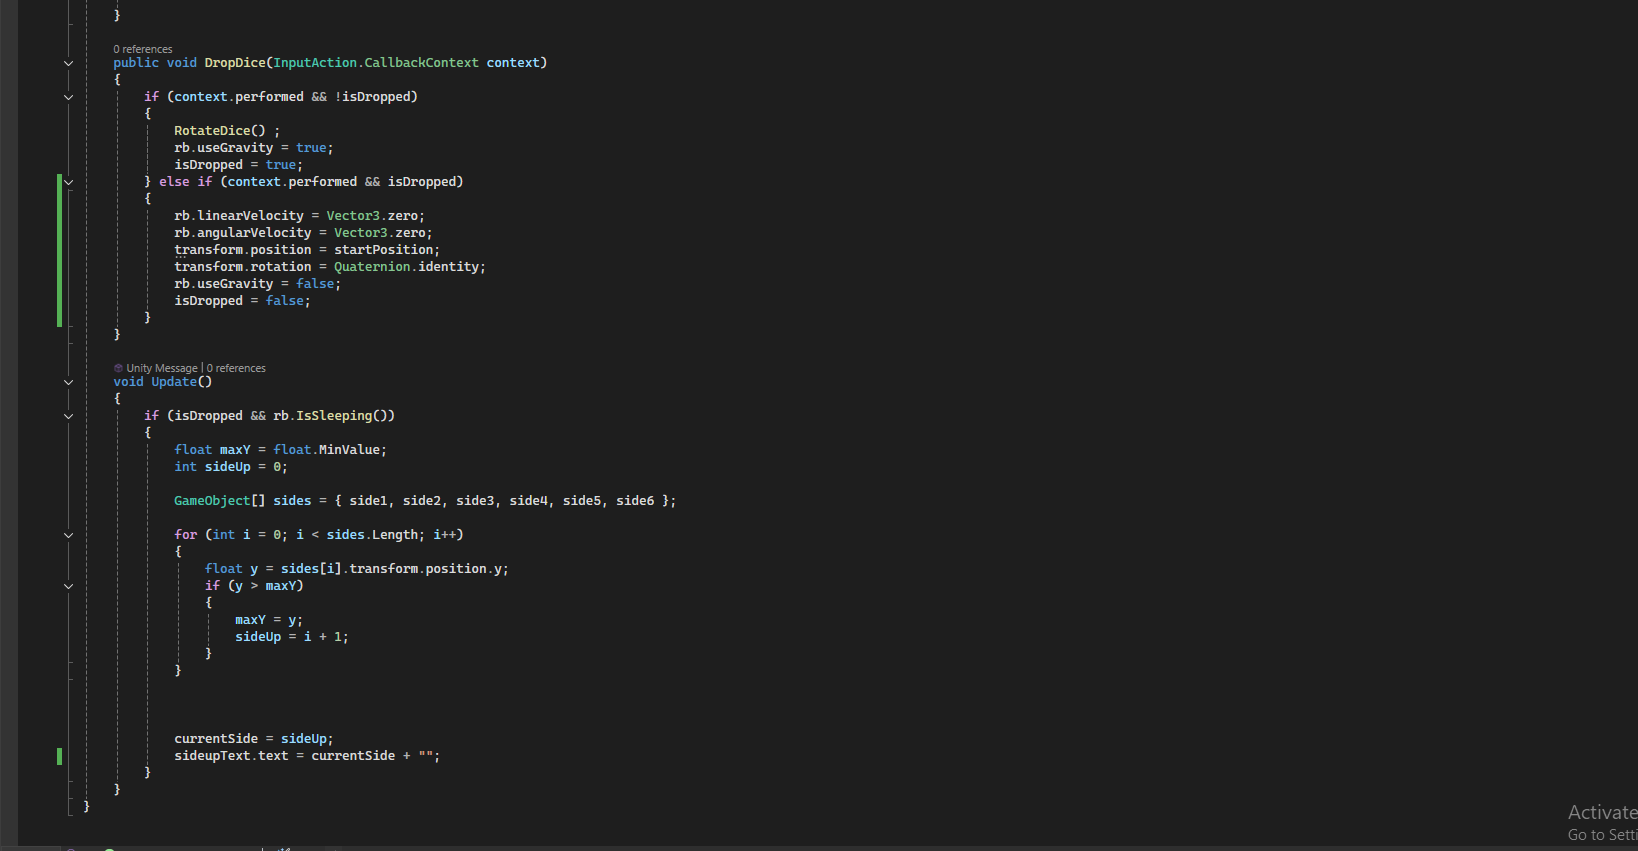 }
0 references
public void DropDice(InputAction.CallbackContext context)
{
if (context.performed && !isDropped)
{
RotateDice() ;
rb.useGravity = true;
isDropped = true;
} else if (context.performed && isDropped)
{
rb.linearVelocity = Vector3.zero;
rb.angularVelocity = Vector3.zero;
transform.position = startPosition;
transform.rotation = Quaternion.identity;
rb.useGravity = false;
isDropped = false;
}
}
Unity Message | 0 references
void Update()
{
if (isDropped && rb.IsSleeping())
{
float maxY = float.MinValue;
int sideUp = 0;
GameObject[] sides = { side1, side2, side3, side4, side5, side6 };
for (int i = 0; i < sides.Length; i++)
{
float y = sides[i].transform.position.y;
if (y > maxY)
{
maxY = y;
sideUp = i + 1;
}
}
currentSide = sideUp;
sideupText.text = currentSide + "";
}
}
}
Activate
Go to Setti